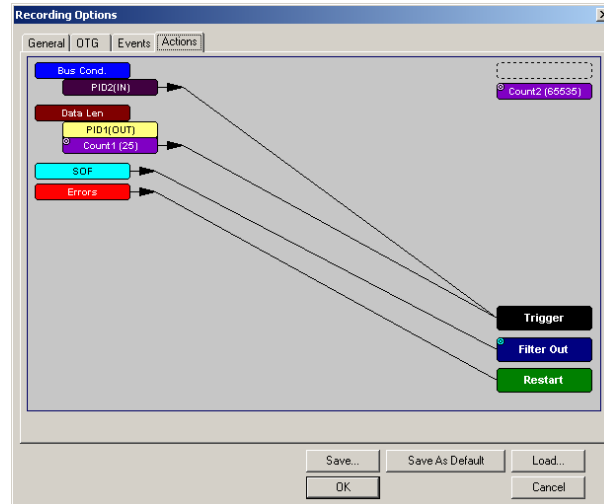 Recording Options
General OTG Events Actions
Bus Cond.
PID2(IN)
Count2 (65535)
Data Len
PID1(OUT)
Count1 (25)
SOF
Errors
Trigger
Filter Out
Restart
Save... Save As Default Load...
OK Cancel